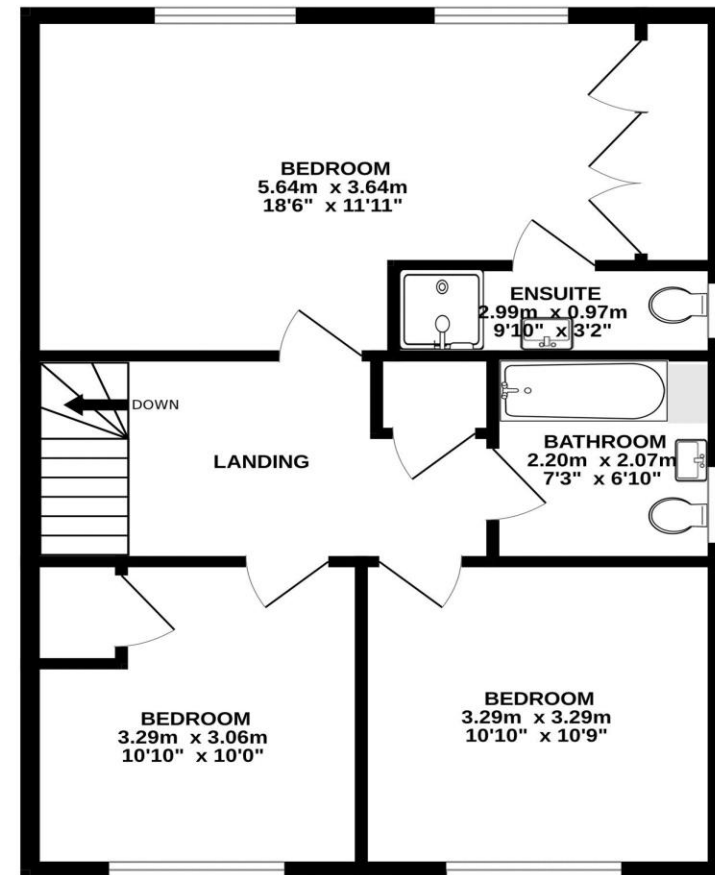 BEDROOM
5.64m x 3.64m
18'6" x 11'11"
ENSUITE
2.99m x 0.97m
9'10" x 3'2"
DOWN
LANDING
BATHROOM
2.20m x 2.07m
7'3" x 6'10"
BEDROOM
3.29m x 3.06m
10'10" x 10'0"
BEDROOM
3.29m x 3.29m
10'10" x 10'9"